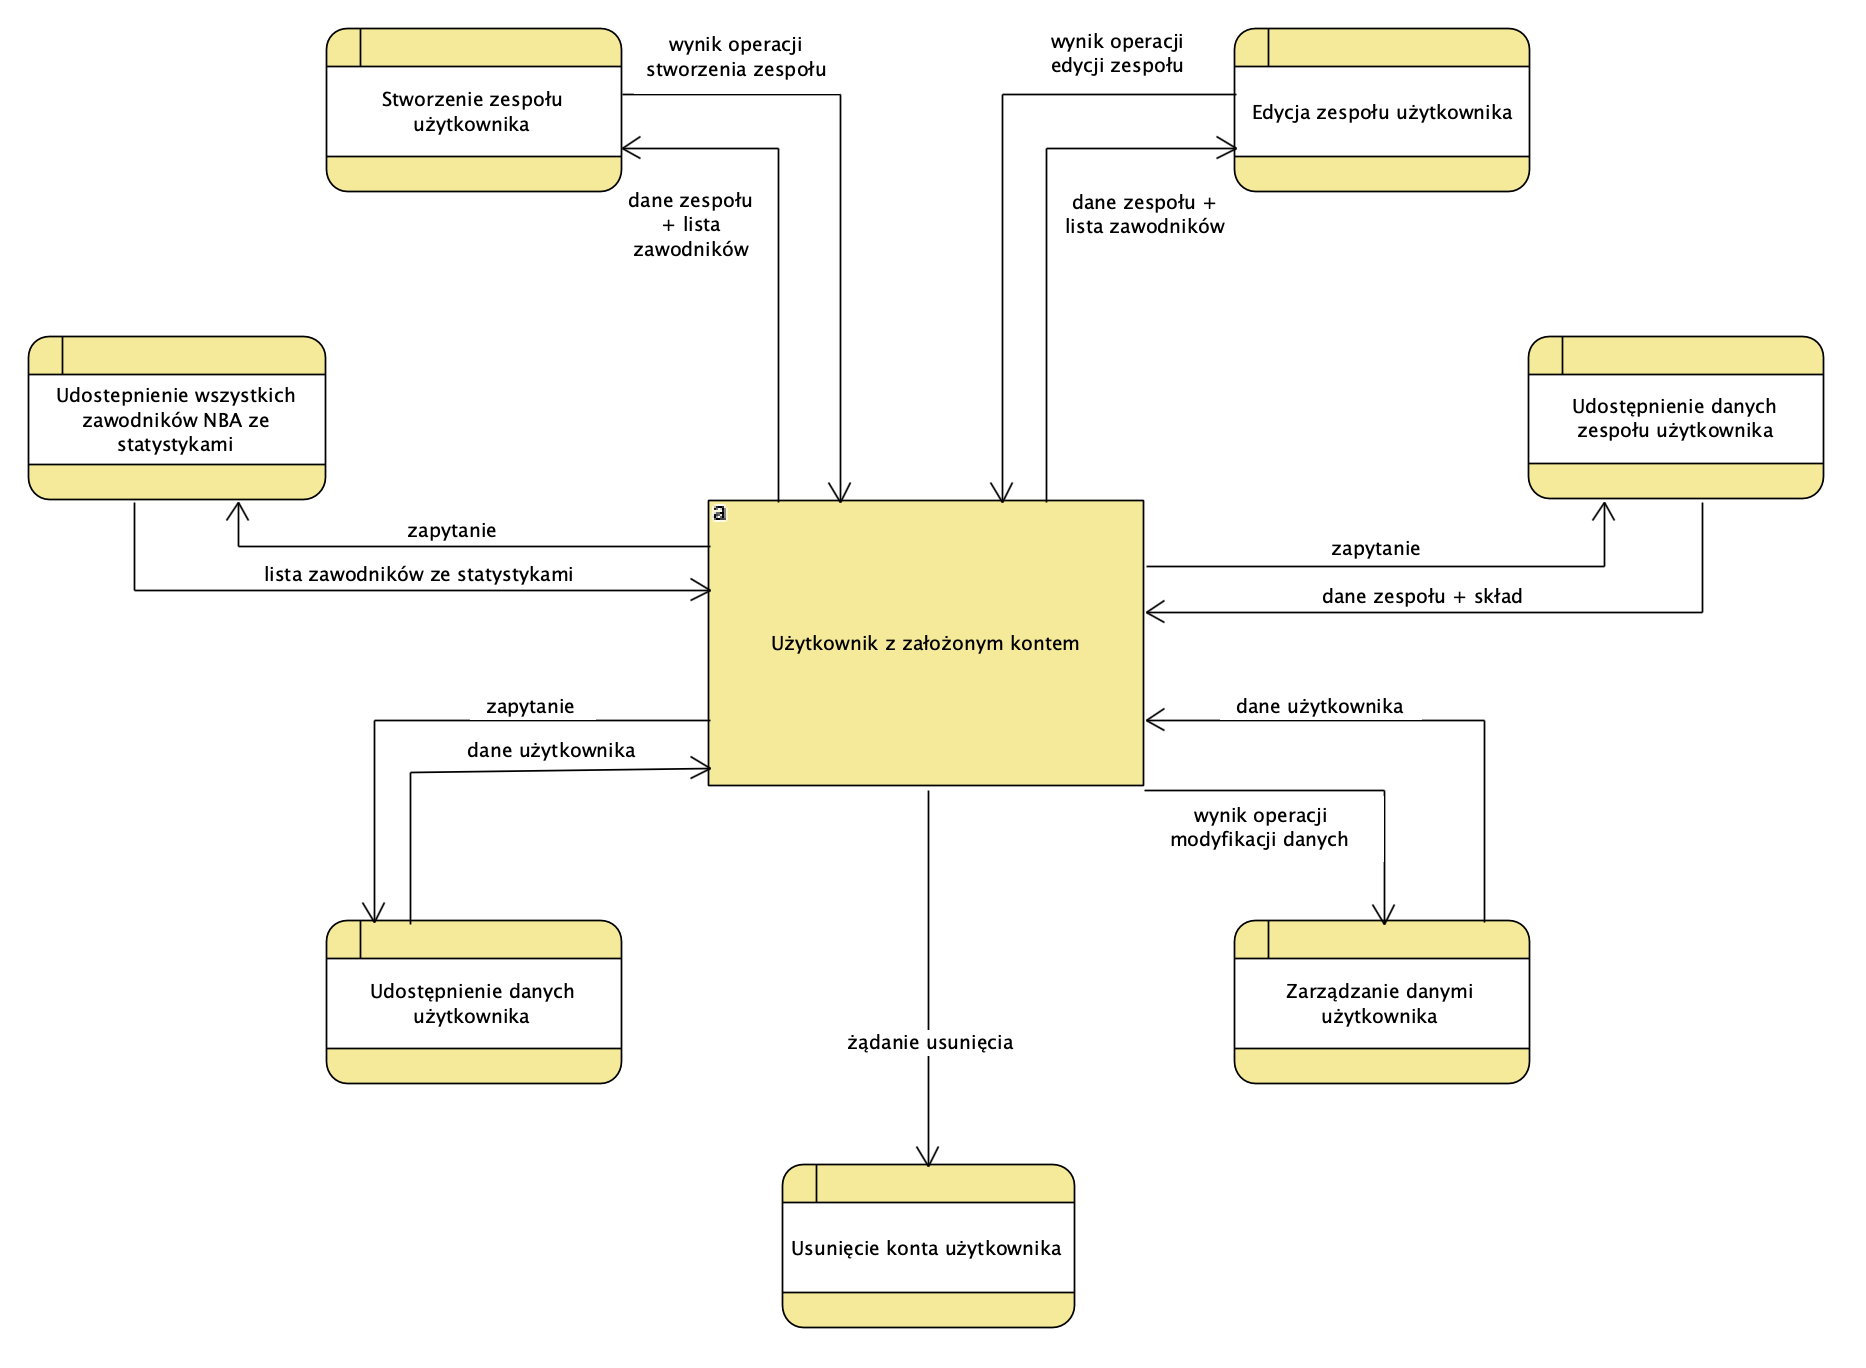 wynik operacji
stworzenia zespołu
wynik operacji
edycji zespołu
Stworzenie zespołu
użytkownika
Edycja zespołu użytkownika
dane zespołu
+ lista
zawodników
dane zespołu +
lista zawodników
Udostepnienie wszystkich
zawodników NBA ze
statystykami
Udostępnienie danych
zespołu użytkownika
a
zapytanie
zapytanie
lista zawodników ze statystykami
dane zespołu + skład
Użytkownik z założonym kontem
zapytanie
dane użytkownika
dane użytkownika
wynik operacji
modyfikacji danych
Udostępnienie danych
użytkownika
Zarządzanie danymi
użytkownika
żądanie usunięcia
Usunięcie konta użytkownika